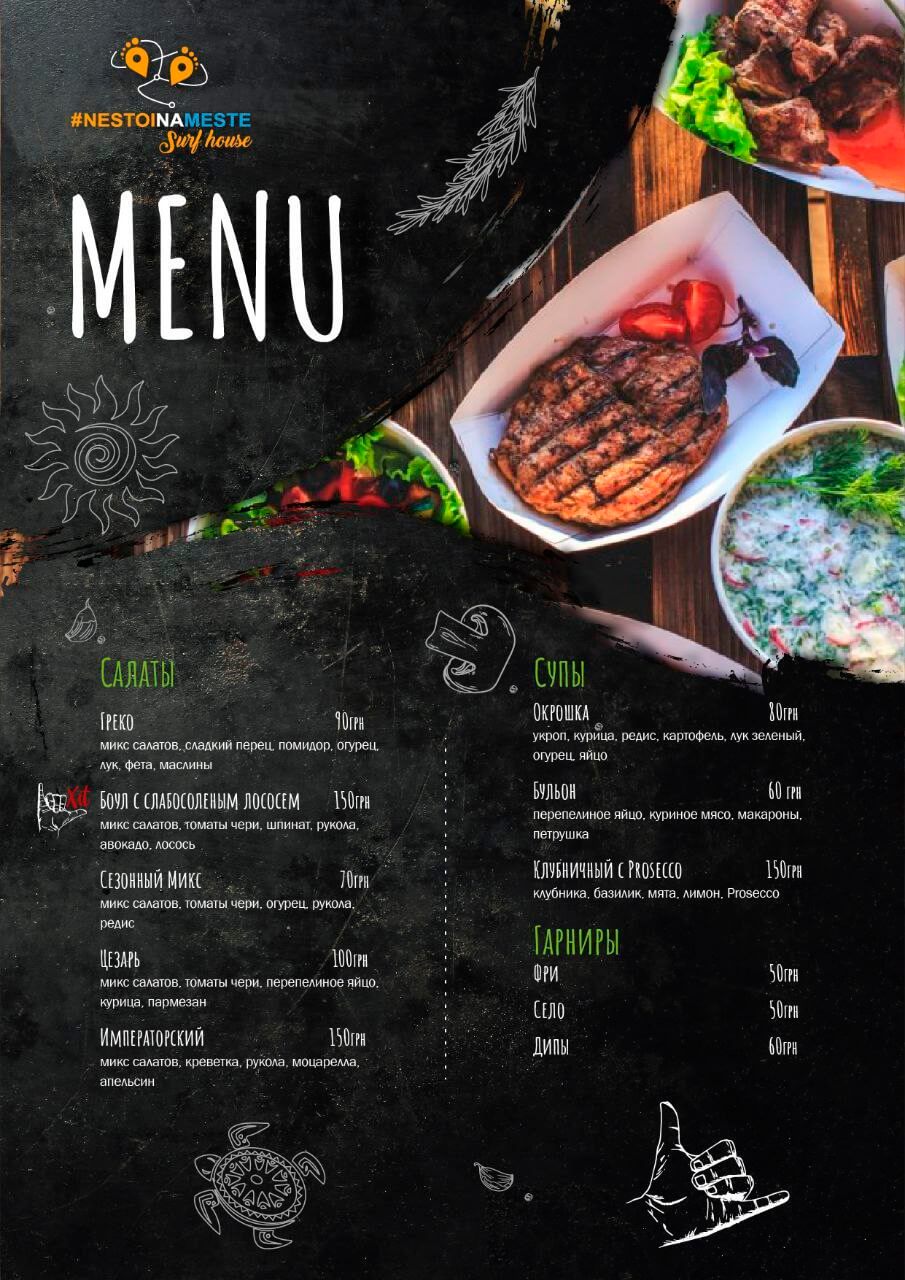 #NESTOINAMESTE
Surf house
MENU
Салаты
Греко 90грн
микс салатов, сладкий перец, помидор, огурец,
лук, фета, маслины
Xit Боул с слабосоленым лососем 150грн
микс салатов, томаты чери, шпинат, рукола,
авокадо, лосось
Сезонный Микс 70грн
микс салатов, томаты чери, огурец, рукола,
редис
Цезарь 100грн
микс салатов, томаты чери, перепелиное яйцо,
курица, пармезан
Императорский 150грн
микс салатов, креветка, рукола, моцарелла,
апельсин
Супы
Окрошка 80грн
укроп, курица, редис, картофель, лук зеленый,
огурец, яйцо
Бульон 60 грн
перепелиное яйцо, куриное мясо, макароны,
петрушка
Клубничный с Prosecco 150грн
клубника, базилик, мята, лимон, Prosecco
Гарниры
Фри 50грн
Село 50грн
Дипы 60грн